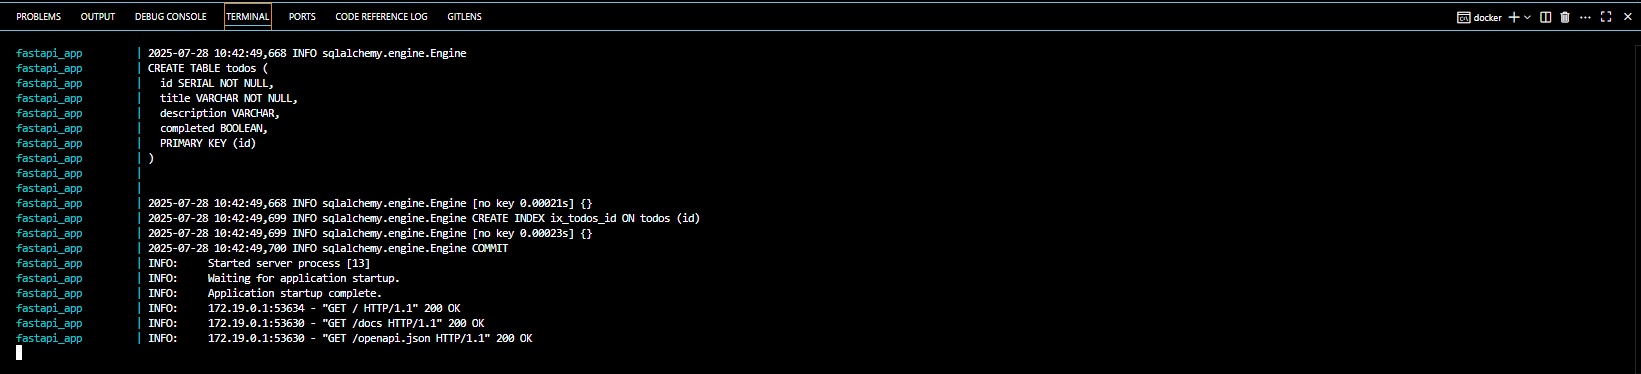 PROBLEMS OUTPUT DEBUG CONSOLE TERMINAL PORTS CODE REFERENCE LOG GITLENS docker
fastapi_app | 2025-07-28 10:42:49,668 INFO sqlalchemy.engine.Engine
fastapi_app | CREATE TABLE todos (
fastapi_app |   id SERIAL NOT NULL,
fastapi_app |   title VARCHAR NOT NULL,
fastapi_app |   description VARCHAR,
fastapi_app |   completed BOOLEAN,
fastapi_app |   PRIMARY KEY (id)
fastapi_app | )
fastapi_app |
fastapi_app |
fastapi_app | 2025-07-28 10:42:49,668 INFO sqlalchemy.engine.Engine [no key 0.00021s] {}
fastapi_app | 2025-07-28 10:42:49,699 INFO sqlalchemy.engine.Engine CREATE INDEX ix_todos_id ON todos (id)
fastapi_app | 2025-07-28 10:42:49,699 INFO sqlalchemy.engine.Engine [no key 0.00023s] {}
fastapi_app | 2025-07-28 10:42:49,700 INFO sqlalchemy.engine.Engine COMMIT
fastapi_app | INFO:     Started server process [13]
fastapi_app | INFO:     Waiting for application startup.
fastapi_app | INFO:     Application startup complete.
fastapi_app | INFO:     172.19.0.1:53634 - "GET / HTTP/1.1" 200 OK
fastapi_app | INFO:     172.19.0.1:53630 - "GET /docs HTTP/1.1" 200 OK
fastapi_app | INFO:     172.19.0.1:53630 - "GET /openapi.json HTTP/1.1" 200 OK